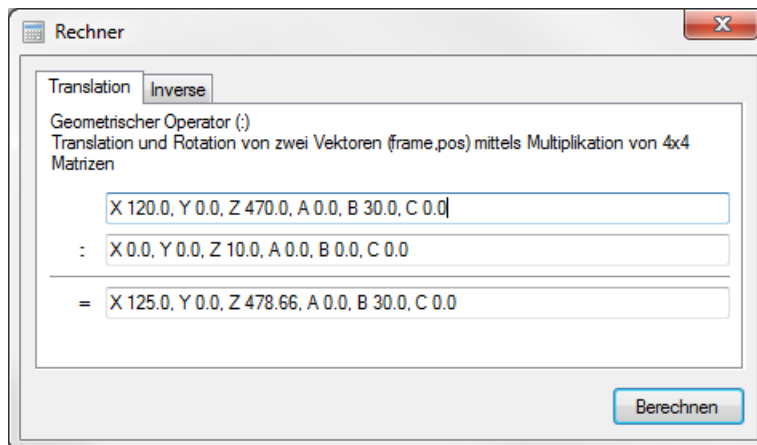 Rechner
Translation Inverse
Geometrischer Operator (:)
Translation und Rotation von zwei Vektoren (frame,pos) mittels Multiplikation von 4x4
Matrizen
X 120.0, Y 0.0, Z 470.0, A 0.0, B 30.0, C 0.0
: X 0.0, Y 0.0, Z 10.0, A 0.0, B 0.0, C 0.0
= X 125.0, Y 0.0, Z 478.66, A 0.0, B 30.0, C 0.0
Berechnen